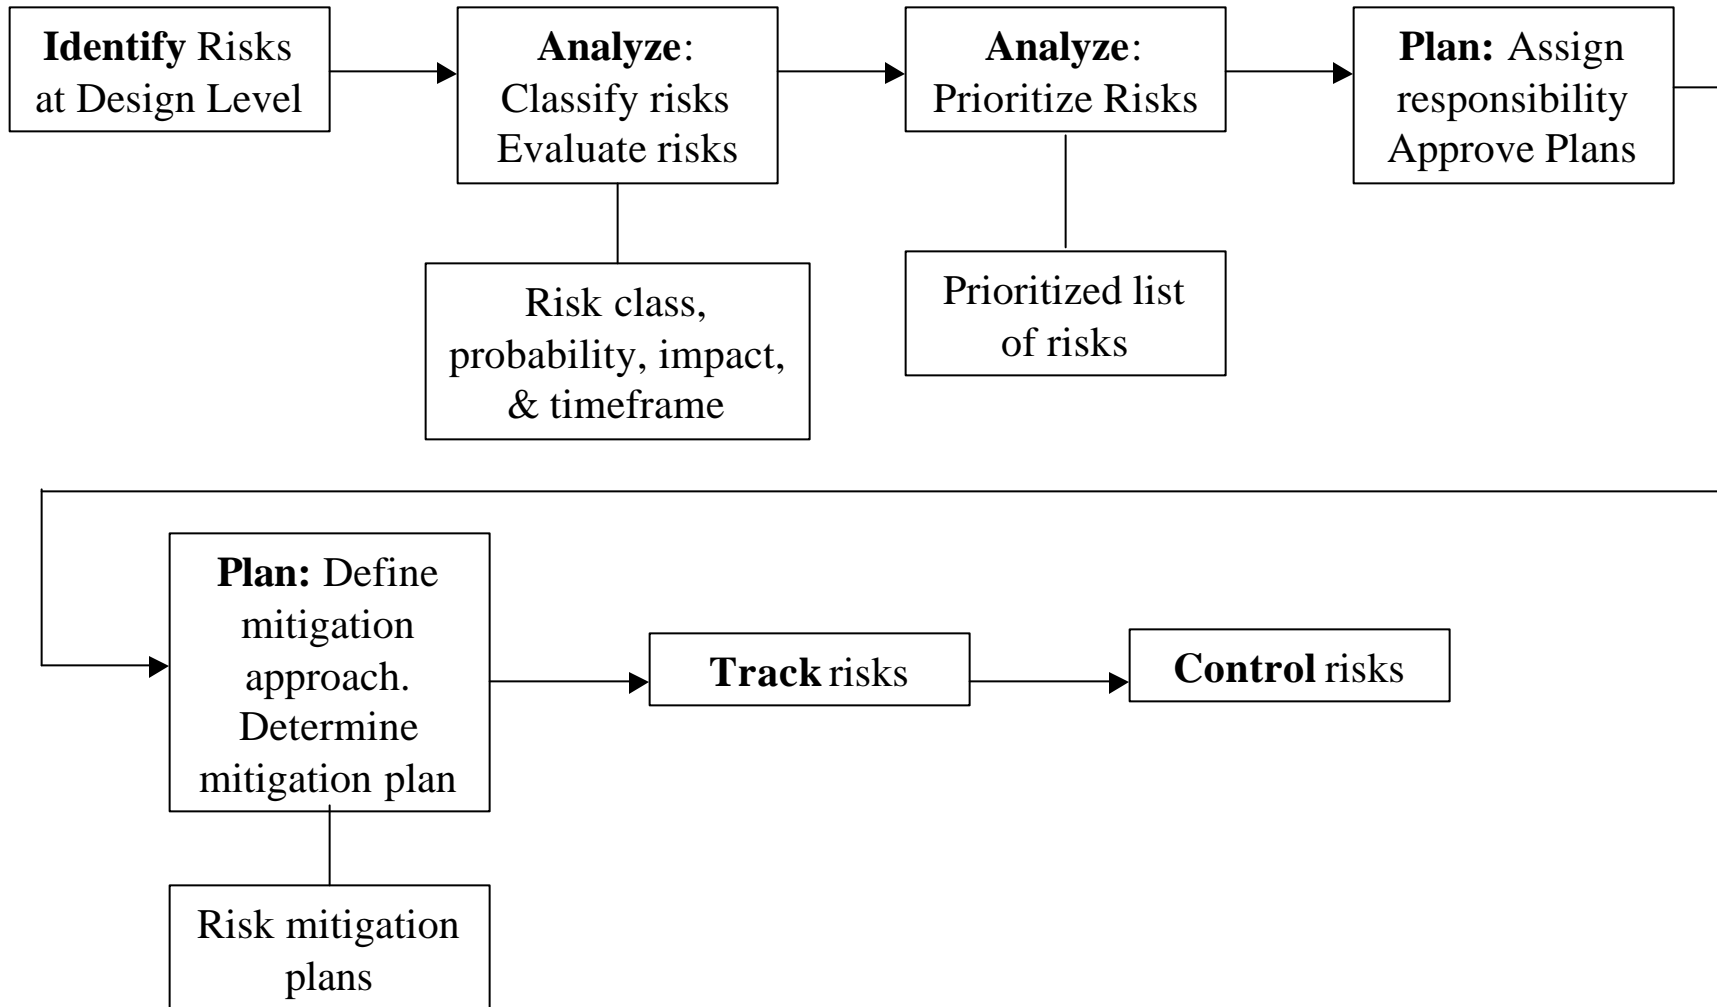 Identify Risks
at Design Level
Analyze:
Classify risks
Evaluate risks
Analyze:
Prioritize Risks
Plan: Assign
responsibility
Approve Plans
Risk class,
probability, impact,
& timeframe
Prioritized list
of risks
Plan: Define
mitigation
approach.
Determine
mitigation plan
Track risks
Control risks
Risk mitigation
plans